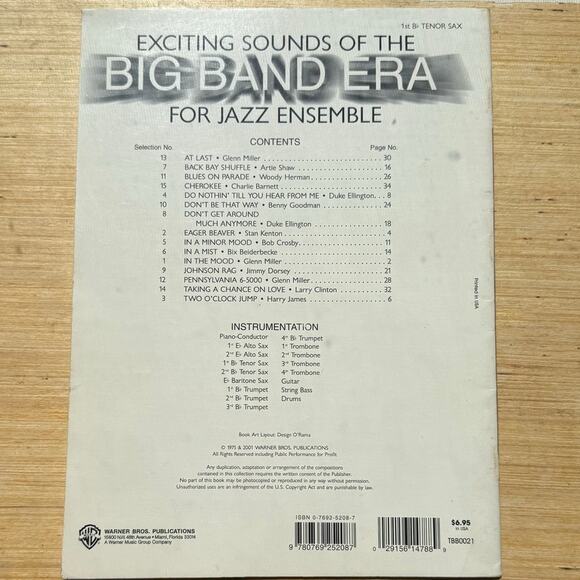 1st B♭ TENOR SAX
EXCITING SOUNDS OF THE
BIG BAND ERA
FOR JAZZ ENSEMBLE
CONTENTS
Selection No. Page No.
13 AT LAST • Glenn Miller 30
7 BACK BAY SHUFFLE • Artie Shaw 16
11 BLUES ON PARADE • Woody Herman 26
15 CHEROKEE • Charlie Barnett 34
4 DO NOTHIN' TILL YOU HEAR FROM ME • Duke Ellington 8
10 DON'T BE THAT WAY • Benny Goodman 24
8 DON'T GET AROUND
MUCH ANYMORE • Duke Ellington 18
2 EAGER BEAVER • Stan Kenton 4
5 IN A MINOR MOOD • Bob Crosby 11
6 IN A MIST • Bix Beiderbecke 14
1 IN THE MOOD • Glenn Miller 2
9 JOHNSON RAG • Jimmy Dorsey 21
12 PENNSYLVANIA 6-5000 • Glenn Miller 28
14 TAKING A CHANCE ON LOVE • Larry Clinton 32
3 TWO O'CLOCK JUMP • Harry James 6
Printed in USA
INSTRUMENTATION
Piano-Conductor
1st E♭ Alto Sax
2nd E♭ Alto Sax
1st B♭ Tenor Sax
2nd B♭ Tenor Sax
E♭ Baritone Sax
1st B♭ Trumpet
2nd B♭ Trumpet
3rd B♭ Trumpet
4th B♭ Trumpet
1st Trombone
2nd Trombone
3rd Trombone
4th Trombone
Guitar
String Bass
Drums
Book Art Layout: Design O'Rama
© 1975 & 2001 WARNER BROS. PUBLICATIONS
All Rights Reserved including Public Performance for Profit
Any duplication, adaptation or arrangement of the compositions
contained in this collection requires the written consent of the Publisher.
No part of this book may be photocopied or reproduced in any way without permission.
Unauthorized uses are an infringement of the U.S. Copyright Act and are punishable by law.
WB
WARNER BROS. PUBLICATIONS
15800 NW 48th Avenue • Miami, Florida 33014
A Warner Music Group Company
ISBN 0-7692-5208-7
9 780769 252087
0 29156 14788 9
$6.95
in USA
TBB0021